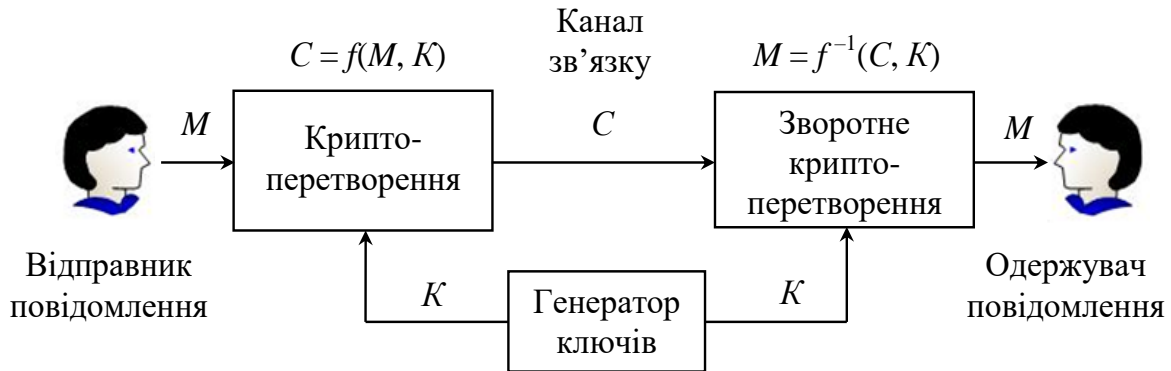 Канал
зв’язку
C = f(M, K)
M = f⁻¹(C, K)
M
Крипто-
перетворення
C
Зворотне
крипто-
перетворення
M
Відправник
повідомлення
K
Генератор
ключів
K
Одержувач
повідомлення